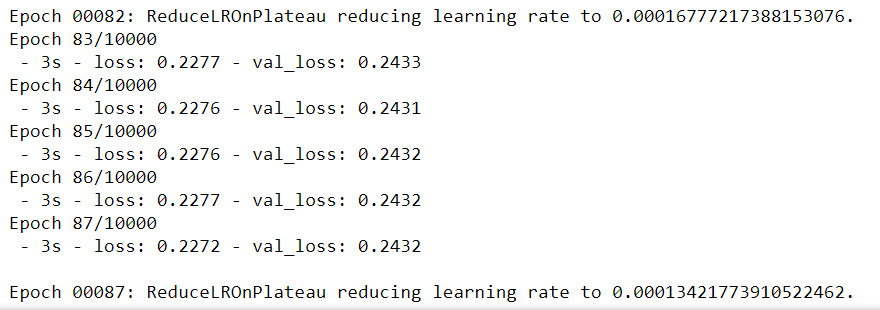 Epoch 00082: ReduceLROnPlateau reducing learning rate to 0.00016777217388153076.
Epoch 83/10000
 - 3s - loss: 0.2277 - val_loss: 0.2433
Epoch 84/10000
 - 3s - loss: 0.2276 - val_loss: 0.2431
Epoch 85/10000
 - 3s - loss: 0.2276 - val_loss: 0.2432
Epoch 86/10000
 - 3s - loss: 0.2277 - val_loss: 0.2432
Epoch 87/10000
 - 3s - loss: 0.2272 - val_loss: 0.2432

Epoch 00087: ReduceLROnPlateau reducing learning rate to 0.00013421773910522462.